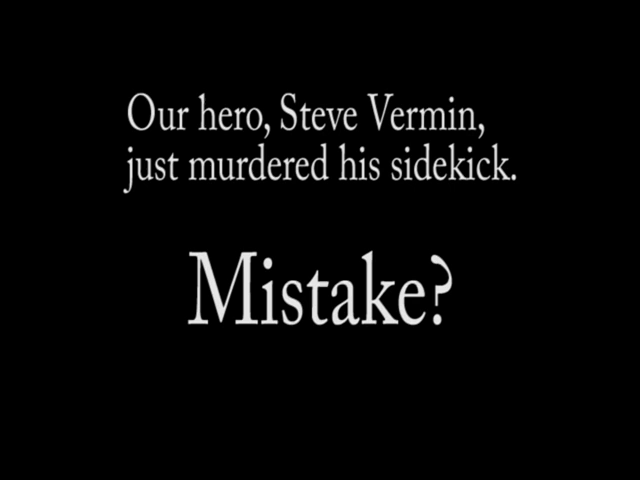 Our hero, Steve Vermin,
just murdered his sidekick.
Mistake?